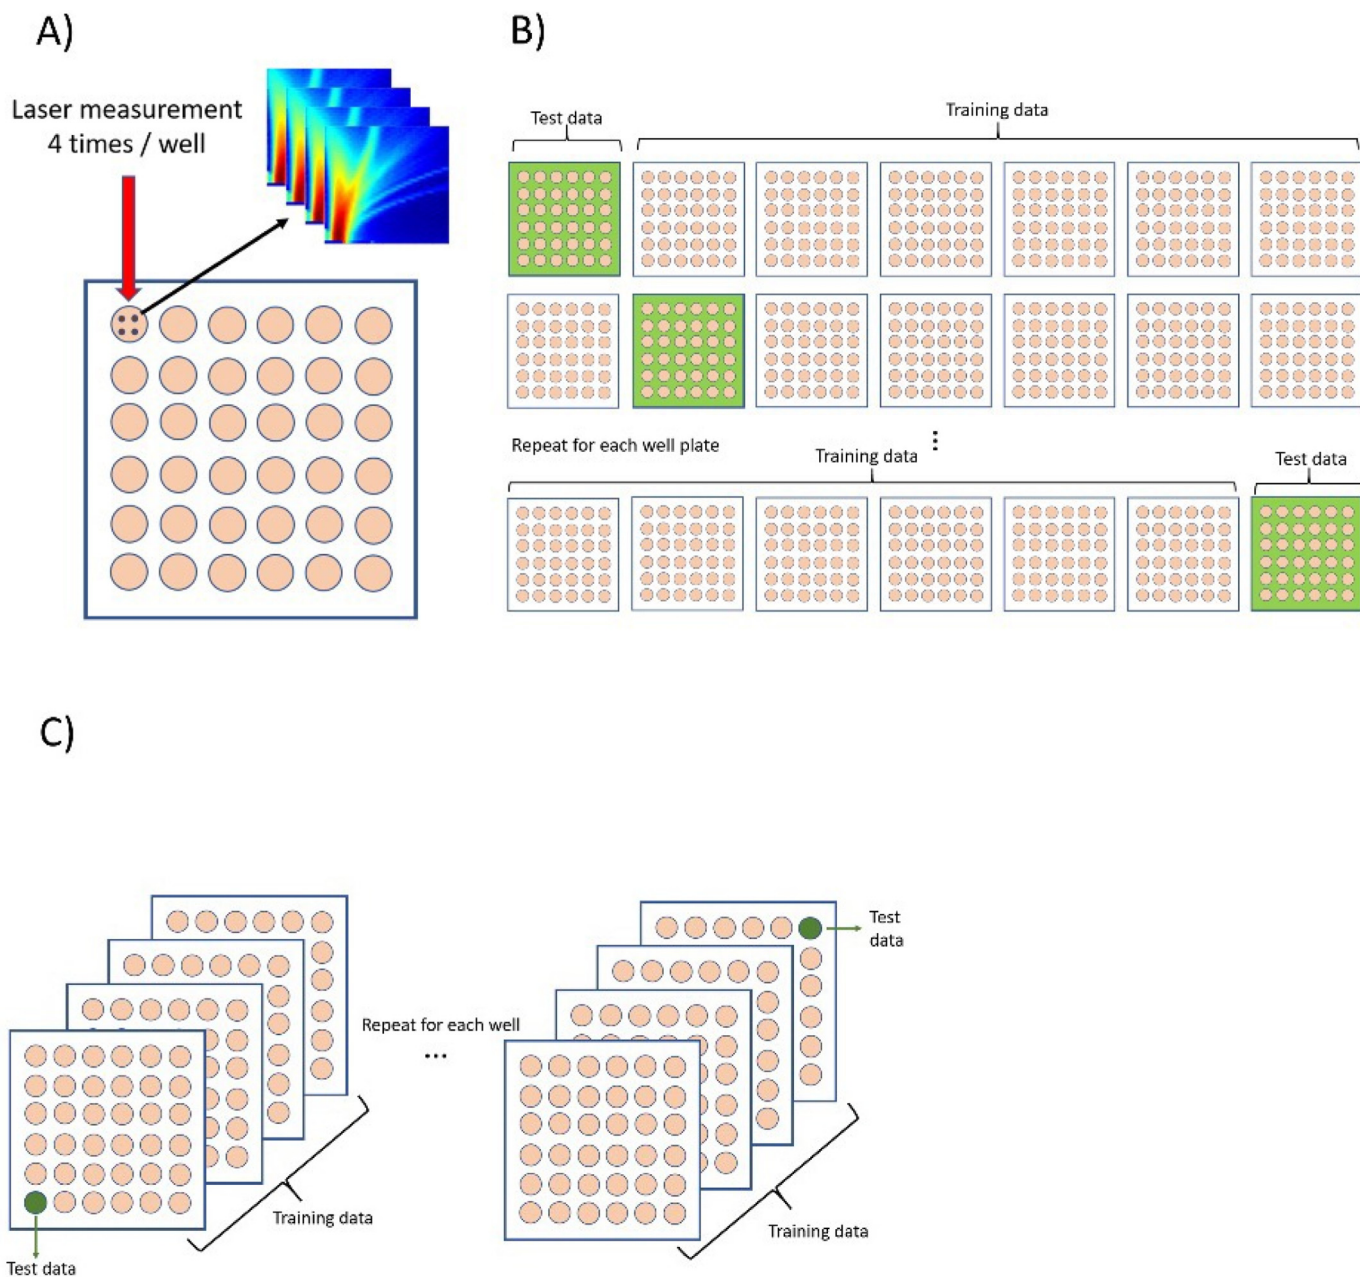 A)
Laser measurement
4 times / well
B)
Test data
Training data
Repeat for each well plate
Training data
Test data
C)
Test
data
Repeat for each well
...
Training data
Training data
Test data